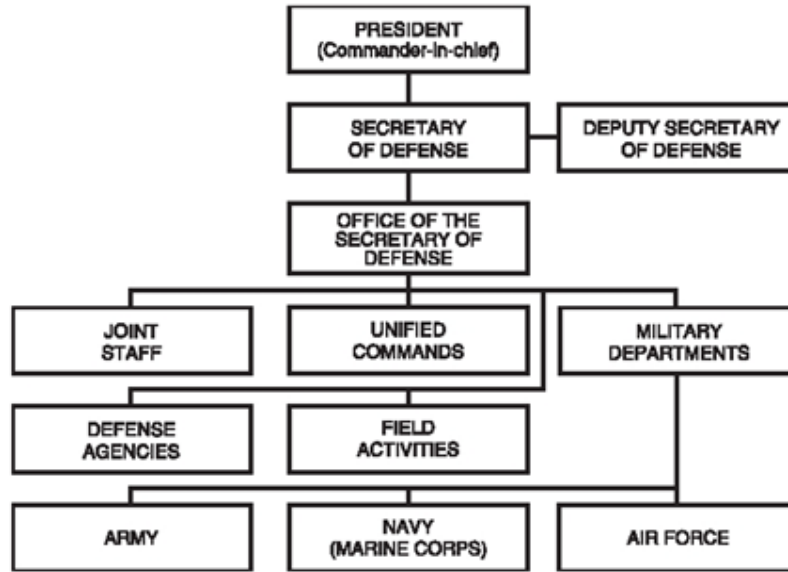 PRESIDENT
(Commander-in-chief)
SECRETARY
OF DEFENSE
DEPUTY SECRETARY
OF DEFENSE
OFFICE OF THE
SECRETARY OF
DEFENSE
JOINT
STAFF
UNIFIED
COMMANDS
MILITARY
DEPARTMENTS
DEFENSE
AGENCIES
FIELD
ACTIVITIES
ARMY
NAVY
(MARINE CORPS)
AIR FORCE